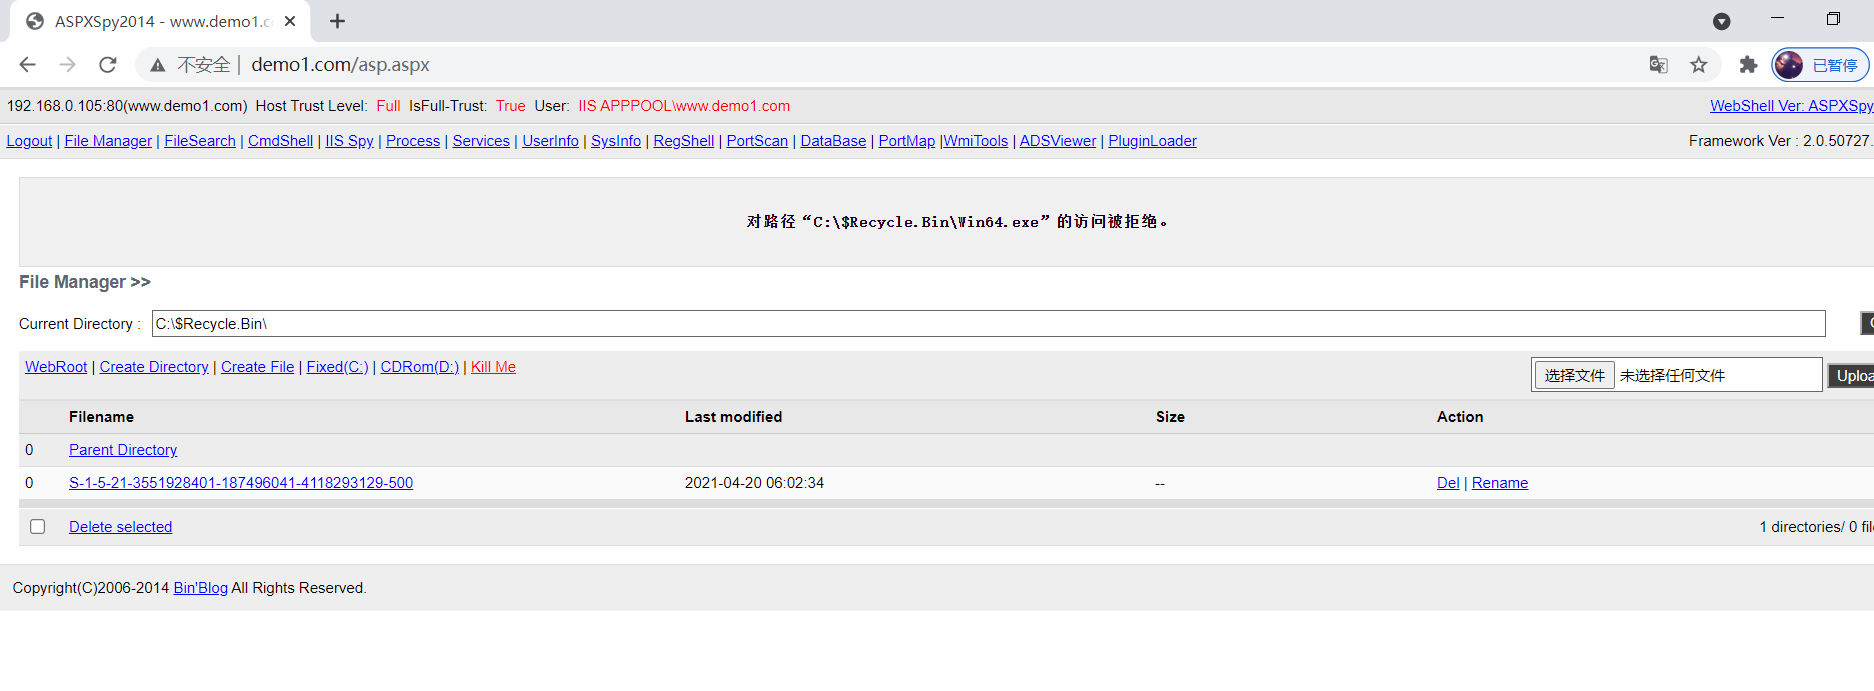 ASPXSpy2014 - www.demo1.c
不安全 | demo1.com/asp.aspx
已暂停
192.168.0.105:80(www.demo1.com) Host Trust Level: Full IsFull-Trust: True User: IIS APPPOOL\www.demo1.com
WebShell Ver: ASPXSpy
Logout | File Manager | FileSearch | CmdShell | IIS Spy | Process | Services | UserInfo | SysInfo | RegShell | PortScan | DataBase | PortMap |WmiTools | ADSViewer | PluginLoader
Framework Ver : 2.0.50727.
对路径“C:\$Recycle.Bin\Win64.exe”的访问被拒绝。
File Manager >>
Current Directory : C:\$Recycle.Bin\
WebRoot | Create Directory | Create File | Fixed(C:) | CDRom(D:) | Kill Me
选择文件 未选择任何文件 Uploa
Filename Last modified Size Action
0 Parent Directory
0 S-1-5-21-3551928401-187496041-4118293129-500 2021-04-20 06:02:34 -- Del | Rename
Delete selected 1 directories/ 0 fil
Copyright(C)2006-2014 Bin'Blog All Rights Reserved.